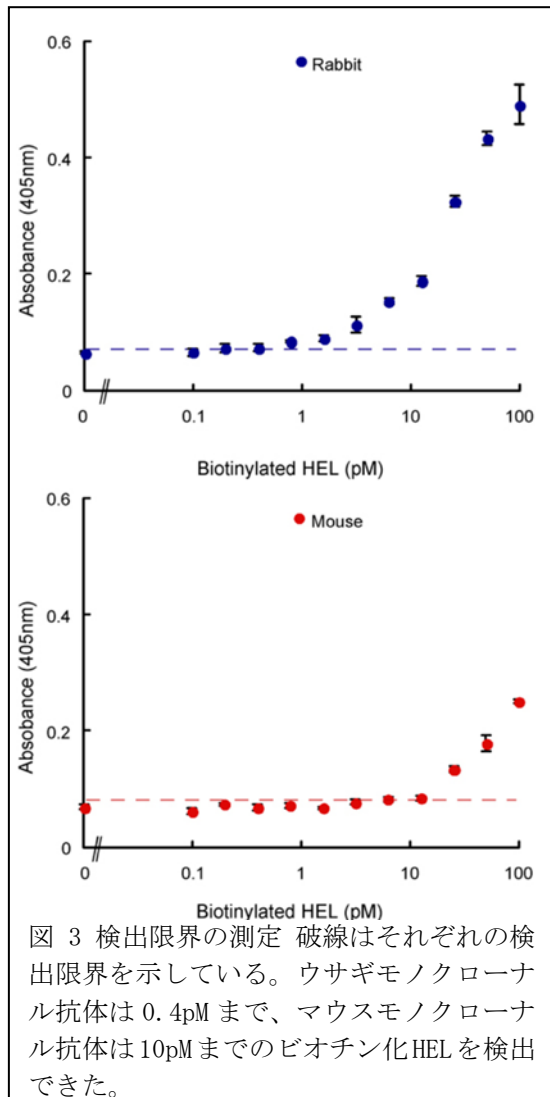 0.6
Rabbit
0.4
0.2
0
Absobance (405nm)
0 0.1 1 10 100
Biotinylated HEL (pM)
0.6
Mouse
0.4
0.2
0
Absobance (405nm)
0 0.1 1 10 100
Biotinylated HEL (pM)
図 3 検出限界の測定 破線はそれぞれの検
出限界を示している。ウサギモノクローナ
ル抗体は 0.4pM まで、マウスモノクローナ
ル抗体は10pMまでのビオチン化HELを検出
できた。